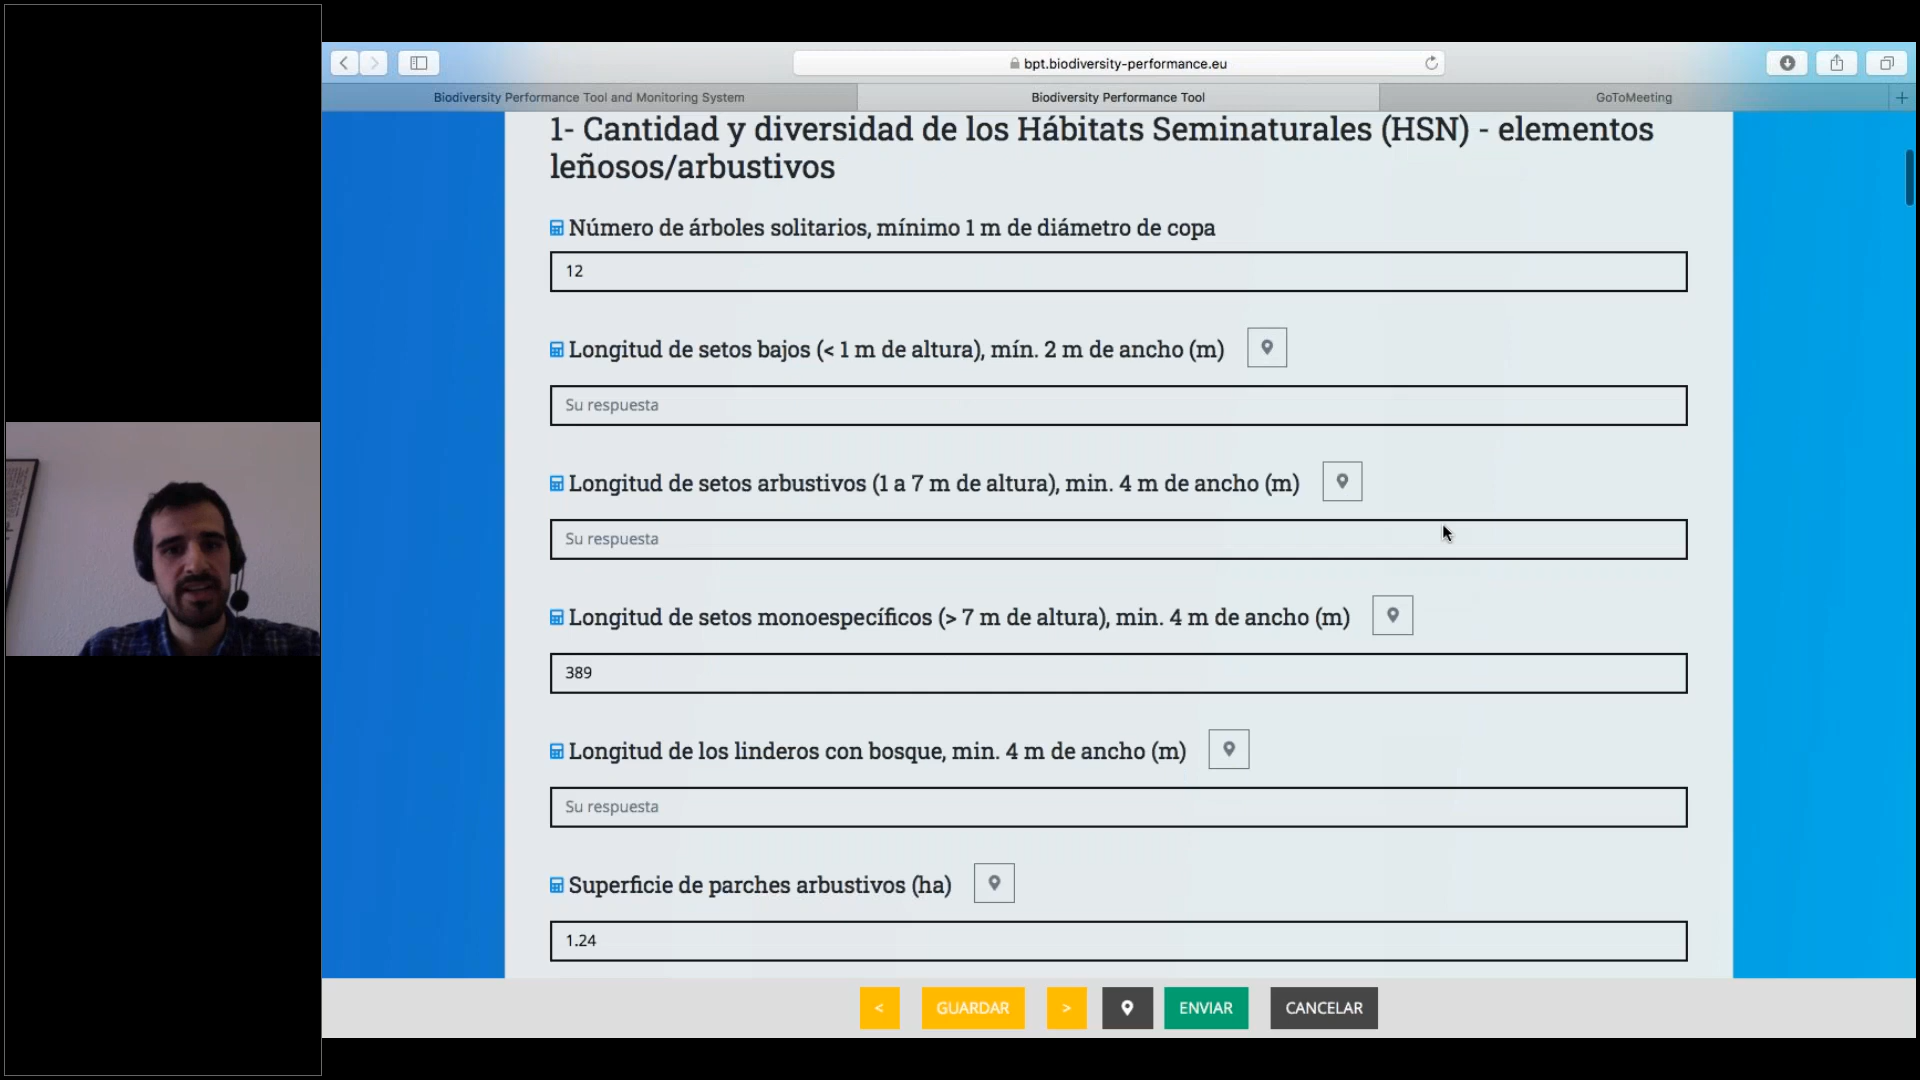 bpt.biodiversity-performance.eu
Biodiversity Performance Tool and Monitoring System
Biodiversity Performance Tool
GoToMeeting
1- Cantidad y diversidad de los Hábitats Seminaturales (HSN) - elementos
leñosos/arbustivos
Número de árboles solitarios, mínimo 1 m de diámetro de copa
12
Longitud de setos bajos (< 1 m de altura), mín. 2 m de ancho (m)
Su respuesta
Longitud de setos arbustivos (1 a 7 m de altura), min. 4 m de ancho (m)
Su respuesta
Longitud de setos monoespecíficos (> 7 m de altura), min. 4 m de ancho (m)
389
Longitud de los linderos con bosque, min. 4 m de ancho (m)
Su respuesta
Superficie de parches arbustivos (ha)
1.24
< GUARDAR > ENVIAR CANCELAR